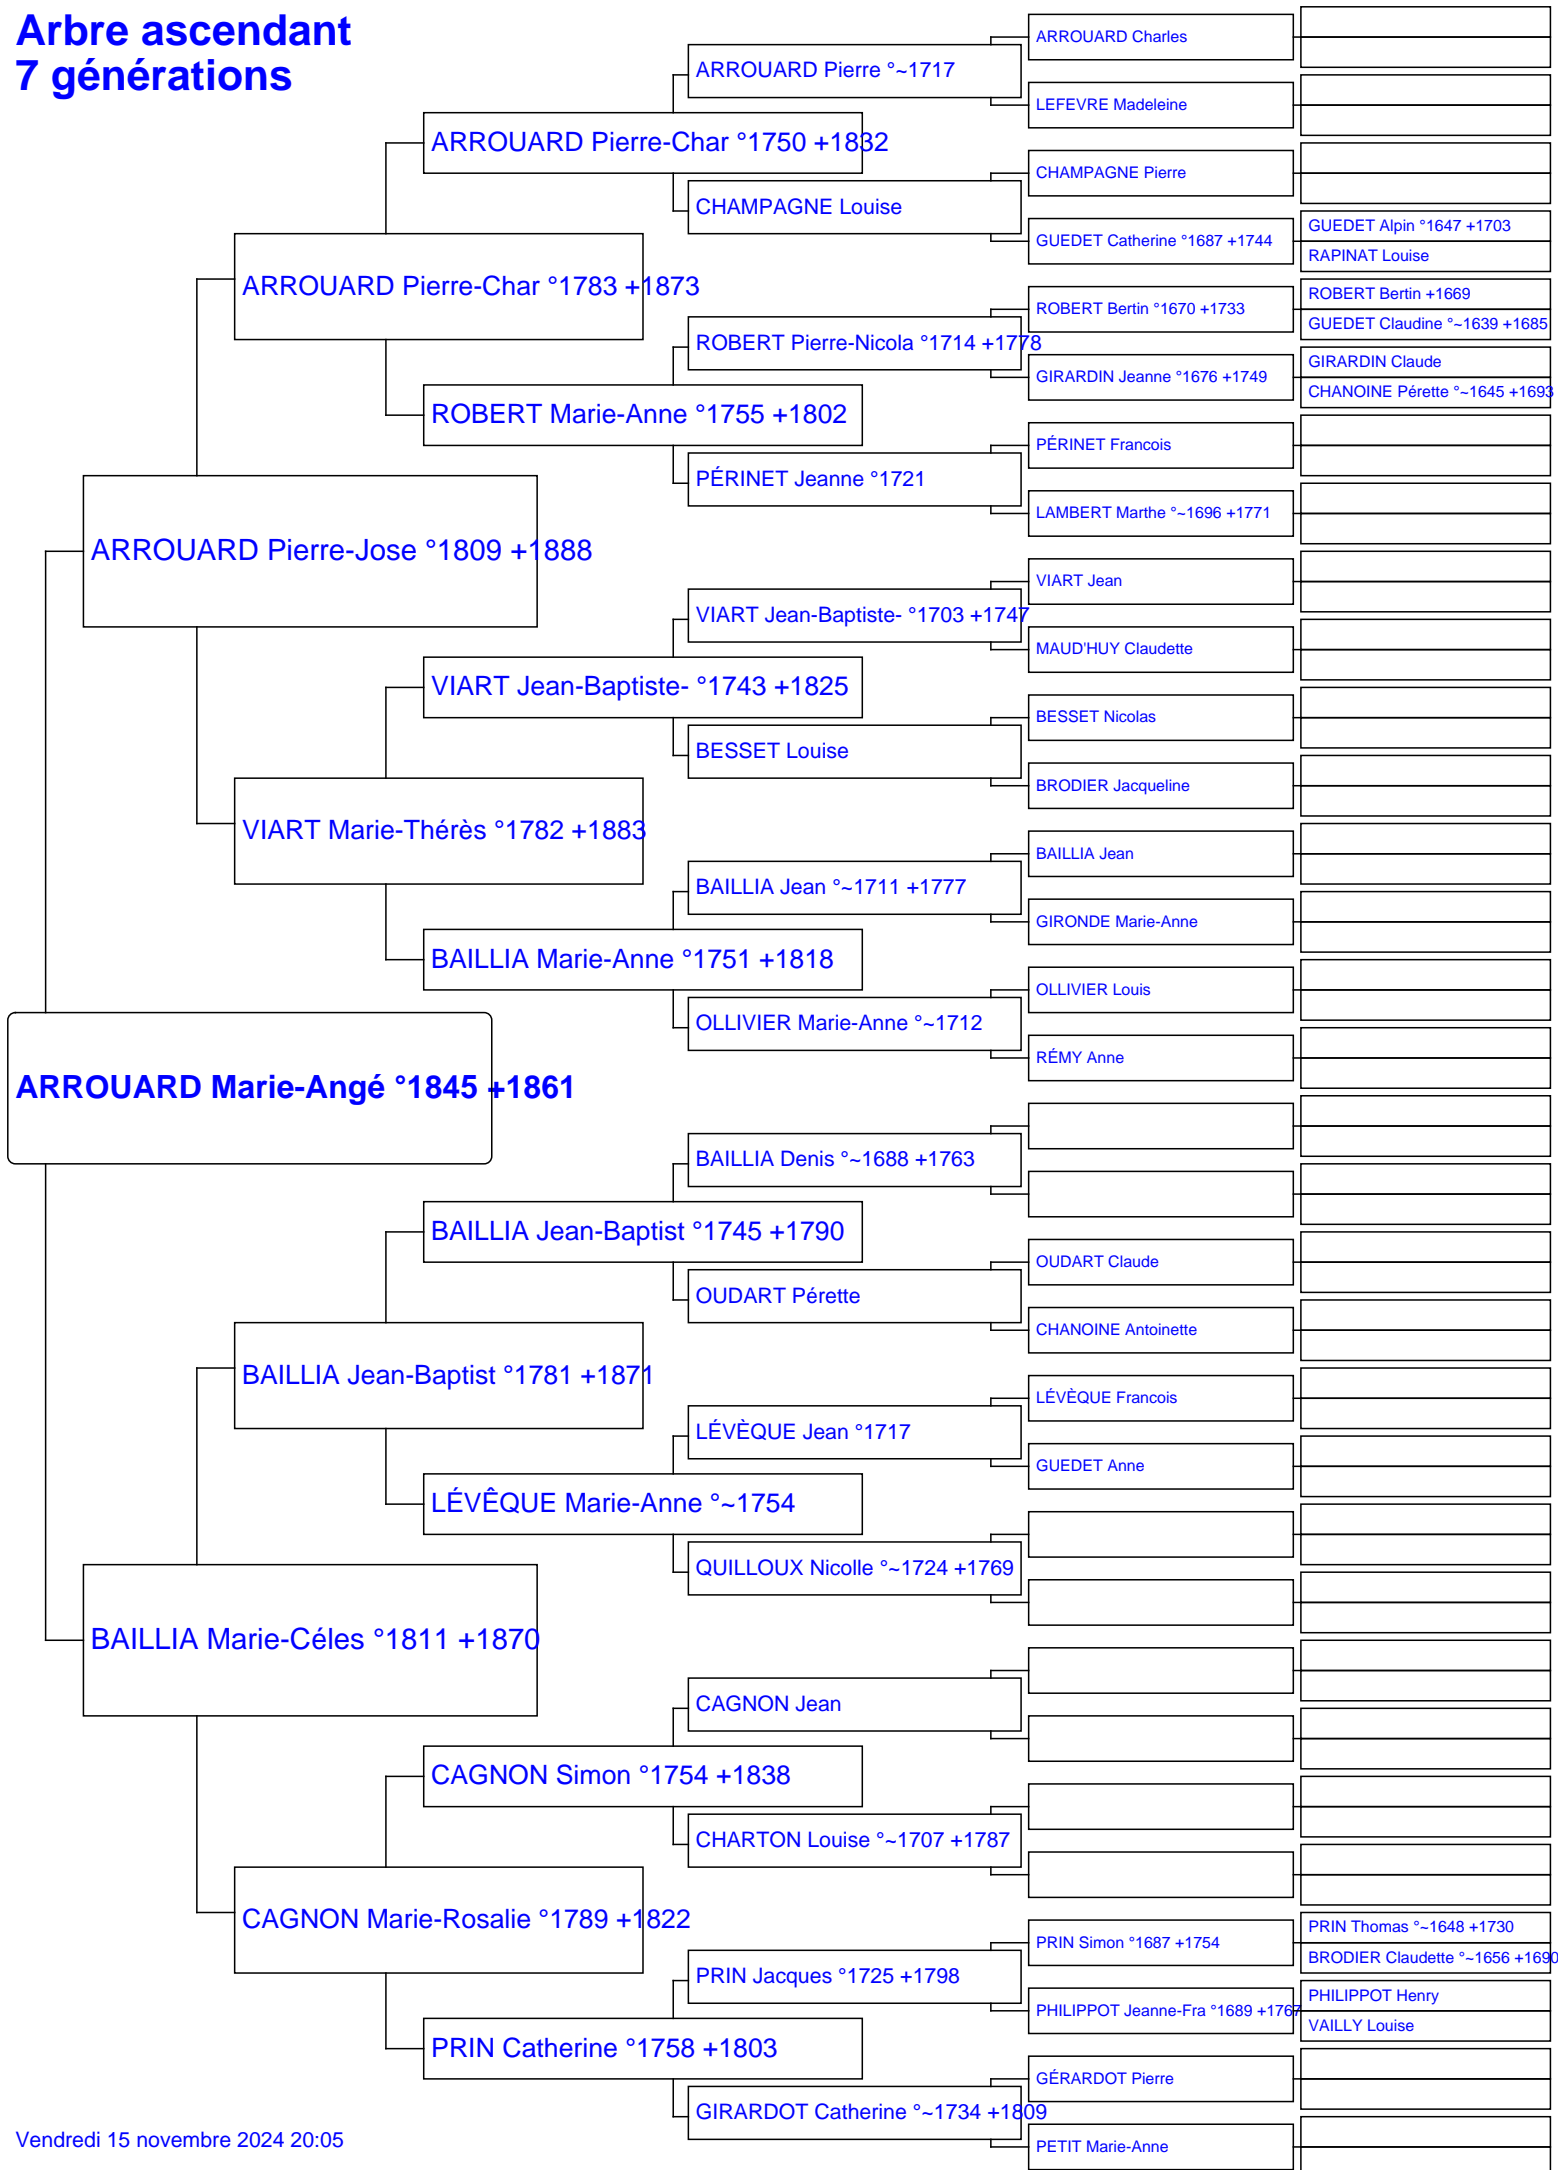 Arbre ascendant
7 générations
ARROUARD Marie-Angé °1845 +1861
ARROUARD Pierre-Jose °1809 +1888
BAILLIA Marie-Céles °1811 +1870
ARROUARD Pierre-Char °1783 +1873
VIART Marie-Thérès °1782 +1883
BAILLIA Jean-Baptist °1781 +1871
CAGNON Marie-Rosalie °1789 +1822
ARROUARD Pierre-Char °1750 +1832
ROBERT Marie-Anne °1755 +1802
VIART Jean-Baptiste- °1743 +1825
BAILLIA Marie-Anne °1751 +1818
BAILLIA Jean-Baptist °1745 +1790
LÉVÊQUE Marie-Anne °~1754
CAGNON Simon °1754 +1838
PRIN Catherine °1758 +1803
ARROUARD Pierre °~1717
CHAMPAGNE Louise
ROBERT Pierre-Nicola °1714 +1778
PÉRINET Jeanne °1721
VIART Jean-Baptiste- °1703 +1747
BESSET Louise
BAILLIA Jean °~1711 +1777
OLLIVIER Marie-Anne °~1712
BAILLIA Denis °~1688 +1763
OUDART Pérette
LÉVÈQUE Jean °1717
QUILLOUX Nicolle °~1724 +1769
CAGNON Jean
CHARTON Louise °~1707 +1787
PRIN Jacques °1725 +1798
GIRARDOT Catherine °~1734 +1809
ARROUARD Charles
LEFEVRE Madeleine
CHAMPAGNE Pierre
GUEDET Catherine °1687 +1744
ROBERT Bertin °1670 +1733
GIRARDIN Jeanne °1676 +1749
PÉRINET Francois
LAMBERT Marthe °~1696 +1771
VIART Jean
MAUD'HUY Claudette
BESSET Nicolas
BRODIER Jacqueline
BAILLIA Jean
GIRONDE Marie-Anne
OLLIVIER Louis
RÉMY Anne
OUDART Claude
CHANOINE Antoinette
LÉVÈQUE Francois
GUEDET Anne
PRIN Simon °1687 +1754
PHILIPPOT Jeanne-Fra °1689 +1767
GÉRARDOT Pierre
PETIT Marie-Anne
GUEDET Alpin °1647 +1703
RAPINAT Louise
ROBERT Bertin +1669
GUEDET Claudine °~1639 +1685
GIRARDIN Claude
CHANOINE Pérette °~1645 +1693
PRIN Thomas °~1648 +1730
BRODIER Claudette °~1656 +1690
PHILIPPOT Henry
VAILLY Louise
Vendredi 15 novembre 2024 20:05